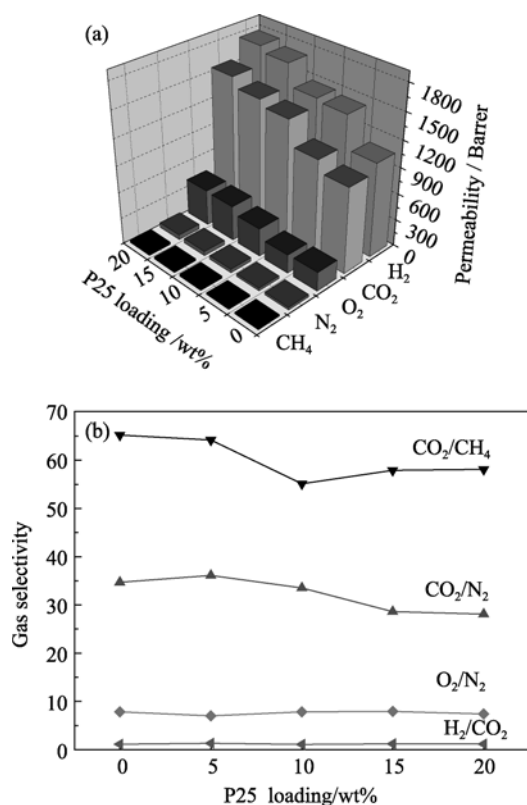 (a)
1800
1500
1200
900
600
300
0
Permeability / Barrer
20
15
10
5
0
P25 loading /wt%
CH₄
N₂
O₂
CO₂
H₂
(b)
70
60
50
40
30
20
10
0
Gas selectivity
CO₂/CH₄
CO₂/N₂
O₂/N₂
H₂/CO₂
0 5 10 15 20
P25 loading/wt%